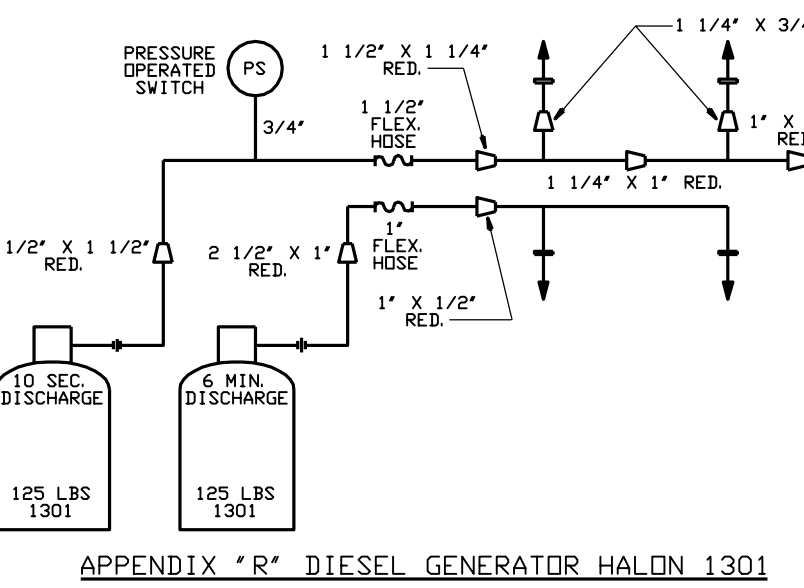 1 1/4" X 3/4
PRESSURE
OPERATED
SWITCH
PS
1 1/2" X 1 1/4"
RED.
3/4"
1 1/2"
FLEX.
HOSE
1" X
RED
1 1/4" X 1" RED.
1/2" X 1 1/2"
RED.
2 1/2" X 1"
RED.
1"
FLEX.
HOSE
1" X 1/2"
RED.
10 SEC.
DISCHARGE
6 MIN.
DISCHARGE
125 LBS
1301
125 LBS
1301
APPENDIX "R" DIESEL GENERATOR HALON 1301